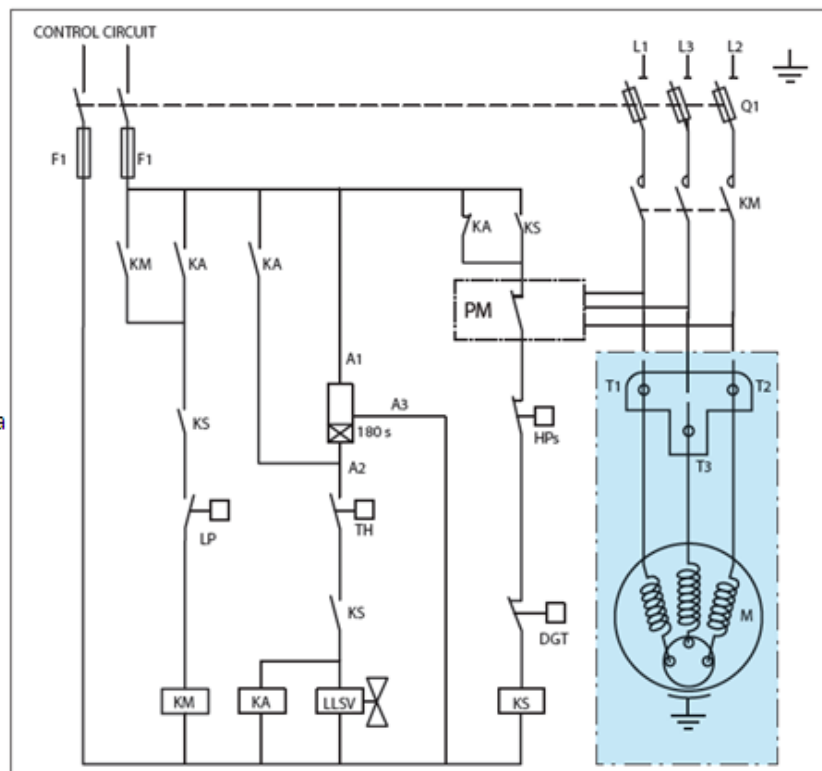 CONTROL CIRCUIT
L1 L3 L2
Q1
F1 F1
KM
KA KS
KM KA KA
PM
A1
T1 T2
A3
a
180 s
KS HPs
A2 T3
TH
LP
KS M
DGT
KM KA LLSV KS